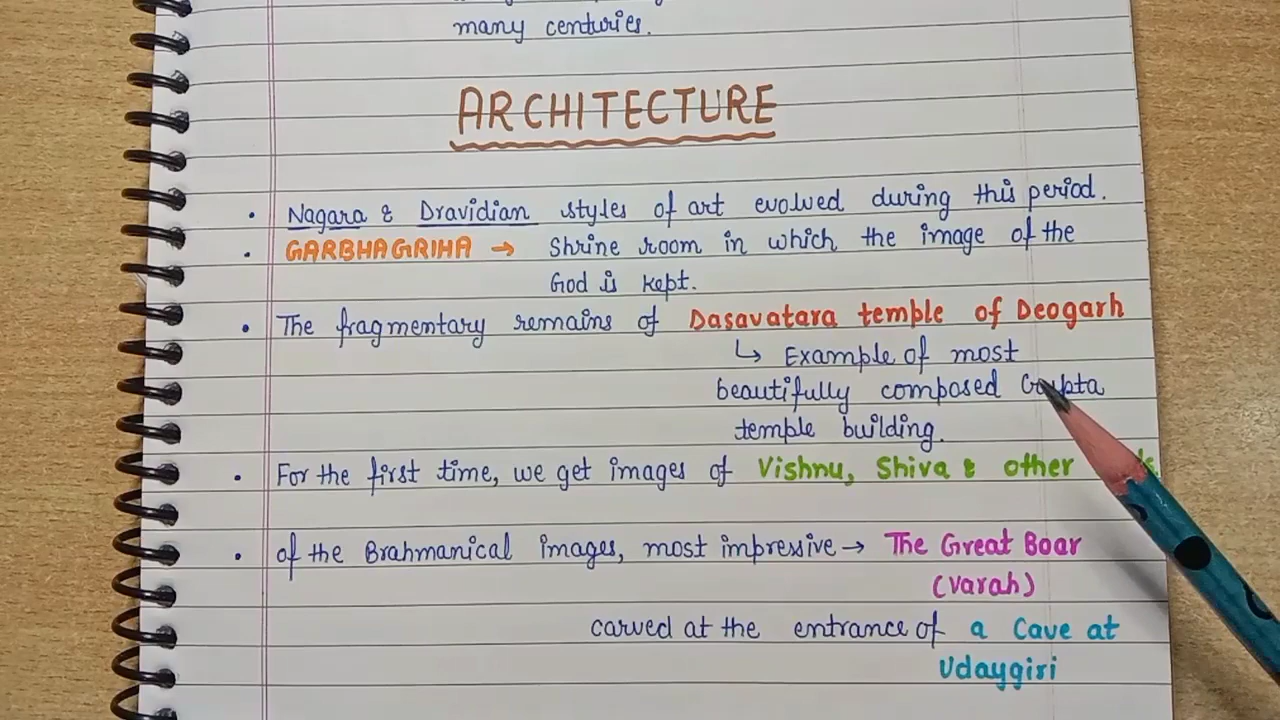 many centuries.
ARCHITECTURE
• Nagara & Dravidian styles of art evolved during this period.
• GARBHAGRIHA → Shrine room in which the image of the
God is kept.
• The fragmentary remains of Dasavatara temple of Deogarh
↳ Example of most
beautifully composed Gupta
temple building.
• For the first time, we get images of Vishnu, Shiva & other
• of the Brahmanical images, most impressive → The Great Boar
(Varah)
carved at the entrance of a Cave at
Udaygiri